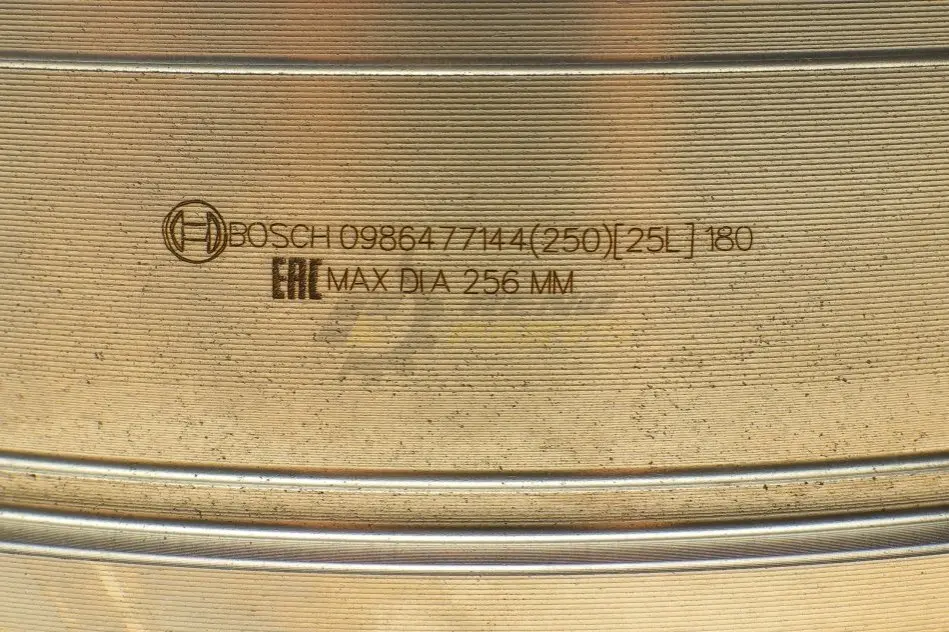 BOSCH 0986477144(250)[25L] 180
EAC MAX DIA 256 MM